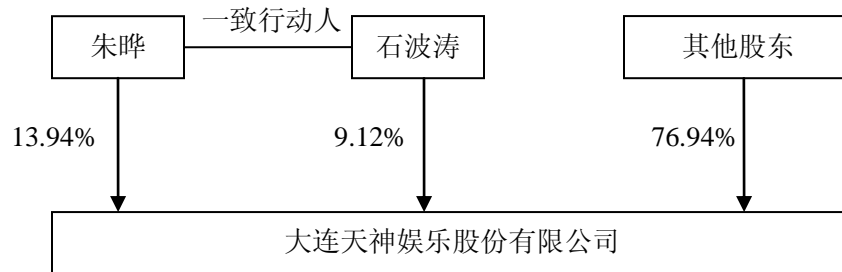 一致行动人
朱晔
石波涛
其他股东
13.94%
9.12%
76.94%
大连天神娱乐股份有限公司